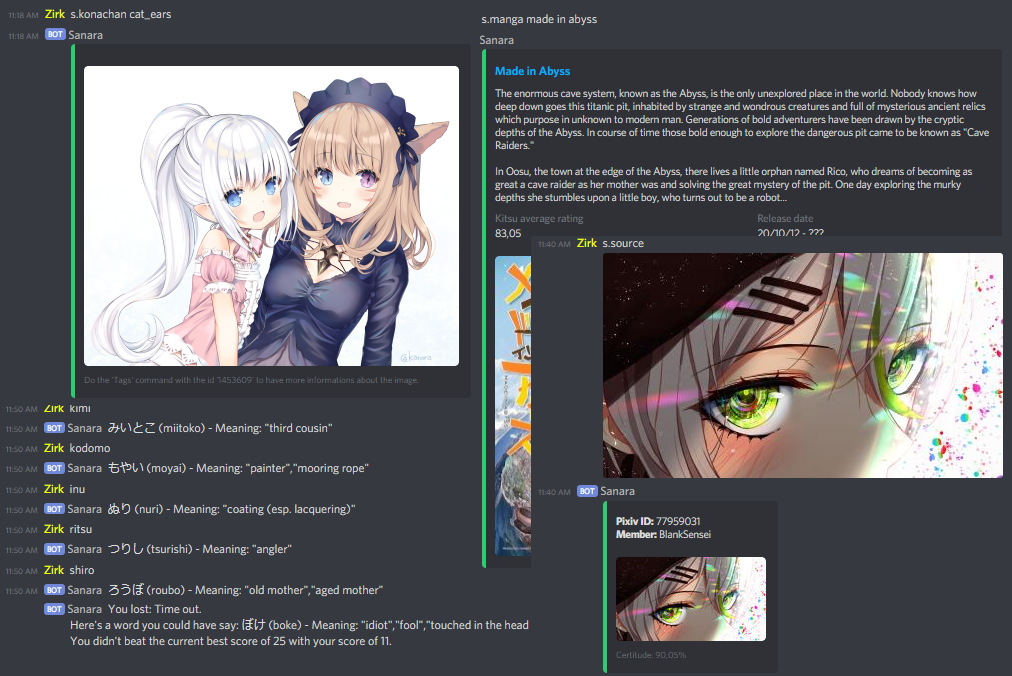 11:18 AM Zirk s.konachan cat_ears
11:18 AM BOT Sanara
@Kanara
Do the 'Tags' command with the id '1453609' to have more informations about the image.
11:50 AM Zirk kimi
11:50 AM BOT Sanara みいとこ (miitoko) - Meaning: "third cousin"
11:50 AM Zirk kodomo
11:50 AM BOT Sanara もやい (moyai) - Meaning: "painter","mooring rope"
11:50 AM Zirk inu
11:50 AM BOT Sanara ぬり (nuri) - Meaning: "coating (esp. lacquering)"
11:50 AM Zirk ritsu
11:50 AM BOT Sanara つりし (tsurishi) - Meaning: "angler"
11:50 AM Zirk shiro
11:50 AM BOT Sanara ろうぼ (roubo) - Meaning: "old mother","aged mother"
BOT Sanara You lost: Time out.
Here's a word you could have say: ぼけ (boke) - Meaning: "idiot","fool","touched in the head
You didn't beat the current best score of 25 with your score of 11.
s.manga made in abyss
Sanara
Made in Abyss
The enormous cave system, known as the Abyss, is the only unexplored place in the world. Nobody knows how
deep down goes this titanic pit, inhabited by strange and wondrous creatures and full of mysterious ancient relics
which purpose in unknown to modern man. Generations of bold adventurers have been drawn by the cryptic
depths of the Abyss. In course of time those bold enough to explore the dangerous pit came to be known as "Cave
Raiders."
In Oosu, the town at the edge of the Abyss, there lives a little orphan named Rico, who dreams of becoming as
great a cave raider as her mother was and solving the great mystery of the pit. One day exploring the murky
depths she stumbles upon a little boy, who turns out to be a robot...
Kitsu average rating Release date
83,05 20/10/12 - ???
11:40 AM Zirk s.source
11:40 AM BOT Sanara
Pixiv ID: 77959031
Member: BlankSensei
Certitude: 90,05%